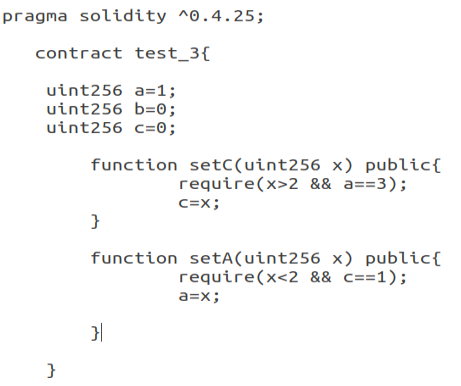 pragma solidity ^0.4.25;
contract test_3{
uint256 a=1;
uint256 b=0;
uint256 c=0;
function setC(uint256 x) public{
require(x>2 && a==3);
c=x;
}
function setA(uint256 x) public{
require(x<2 && c==1);
a=x;
}
}